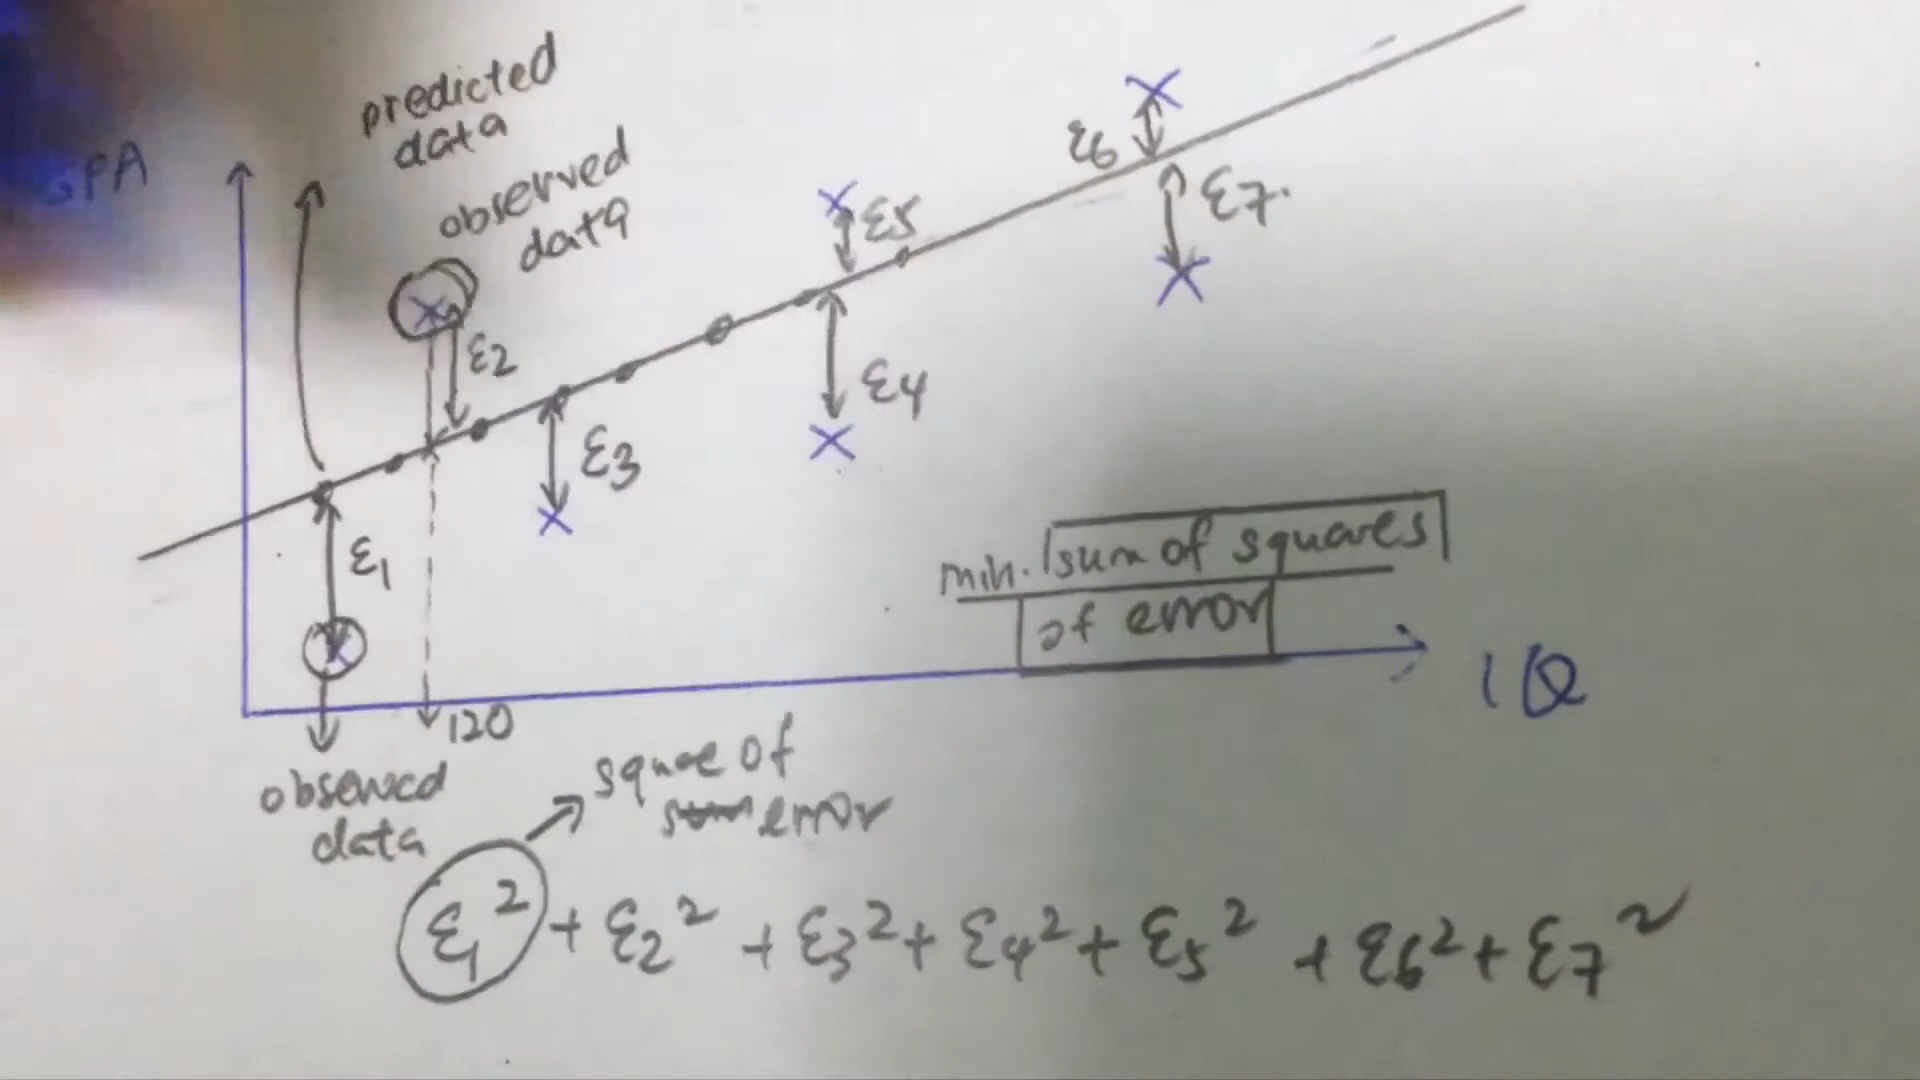 predicted
data
GPA
observed
data
ε6
ε7.
ε5
ε2
ε4
ε3
ε1
min. sum of squares
of error
IQ
120
observed
data
squae of
error
ε1² + ε2² + ε3² + ε4² + ε5² + ε6² + ε7²